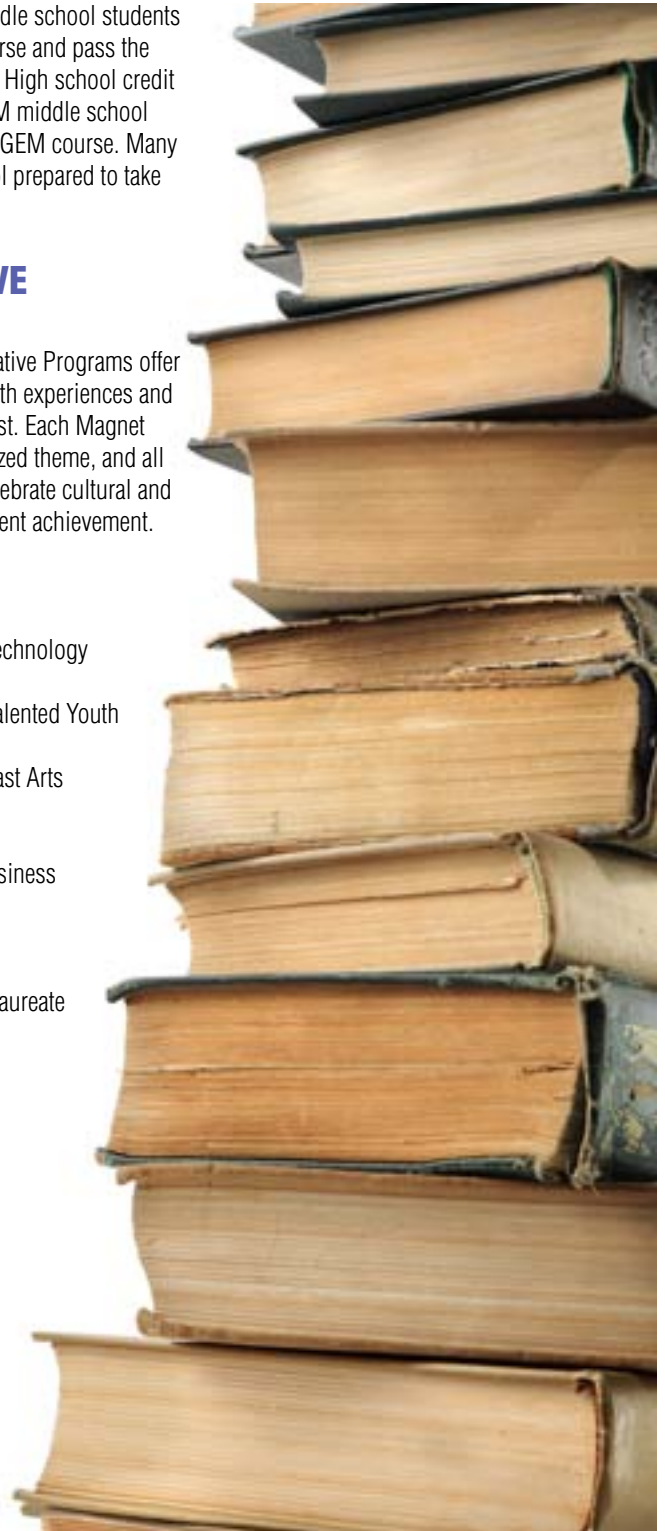 dle school students
rse and pass the
High school credit
M middle school
GEM course. Many
l prepared to take
VE
ative Programs offer
th experiences and
st. Each Magnet
zed theme, and all
ebrate cultural and
ent achievement.
echnology
alented Youth
ast Arts
siness
aureate